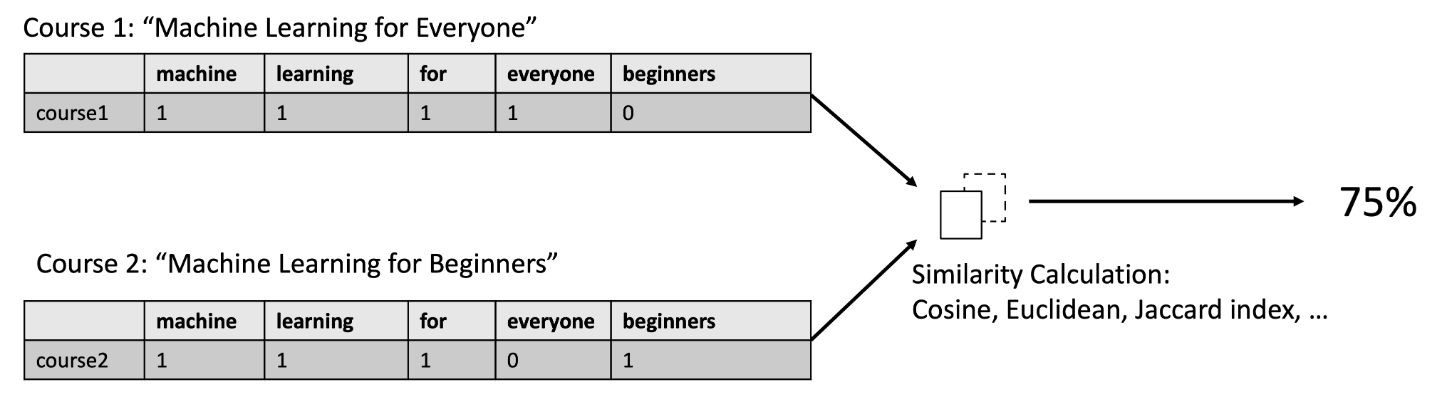 Course 1: “Machine Learning for Everyone”
machine learning for everyone beginners
course1 1 1 1 1 0
75%
Course 2: “Machine Learning for Beginners”
Similarity Calculation:
Cosine, Euclidean, Jaccard index, ...
machine learning for everyone beginners
course2 1 1 1 0 1